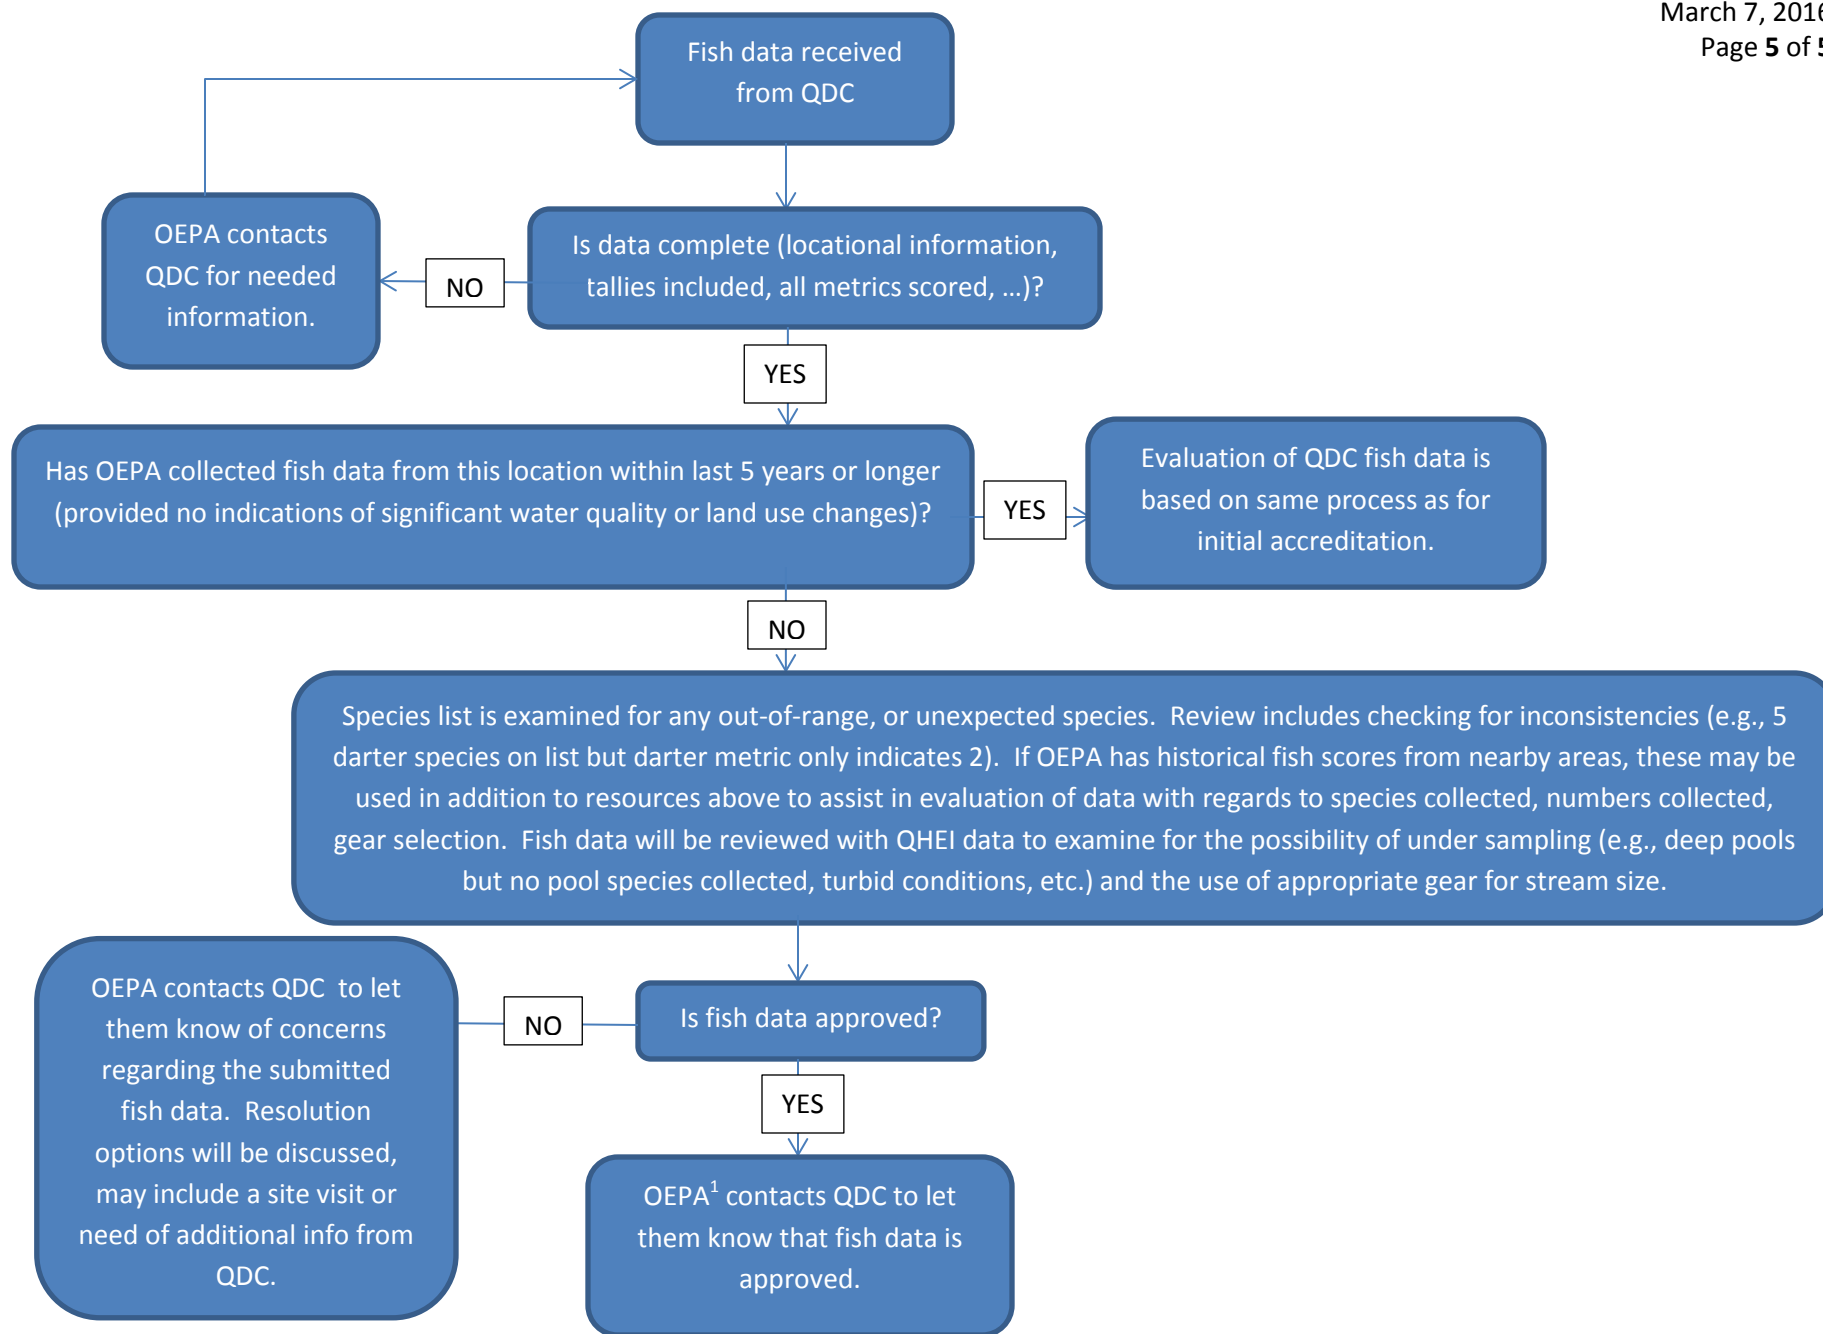 March 7, 2016
Page 5 of 5
Fish data received
from QDC
OEPA contacts
QDC for needed
information.
NO
Is data complete (locational information,
tallies included, all metrics scored, …)?
YES
Has OEPA collected fish data from this location within last 5 years or longer
(provided no indications of significant water quality or land use changes)?
YES
Evaluation of QDC fish data is
based on same process as for
initial accreditation.
NO
Species list is examined for any out-of-range, or unexpected species.  Review includes checking for inconsistencies (e.g., 5
darter species on list but darter metric only indicates 2).  If OEPA has historical fish scores from nearby areas, these may be
used in addition to resources above to assist in evaluation of data with regards to species collected, numbers collected,
gear selection.  Fish data will be reviewed with QHEI data to examine for the possibility of under sampling (e.g., deep pools
but no pool species collected, turbid conditions, etc.) and the use of appropriate gear for stream size.
OEPA contacts QDC  to let
them know of concerns
regarding the submitted
fish data.  Resolution
options will be discussed,
may include a site visit or
need of additional info from
QDC.
NO
Is fish data approved?
YES
OEPA¹ contacts QDC to let
them know that fish data is
approved.